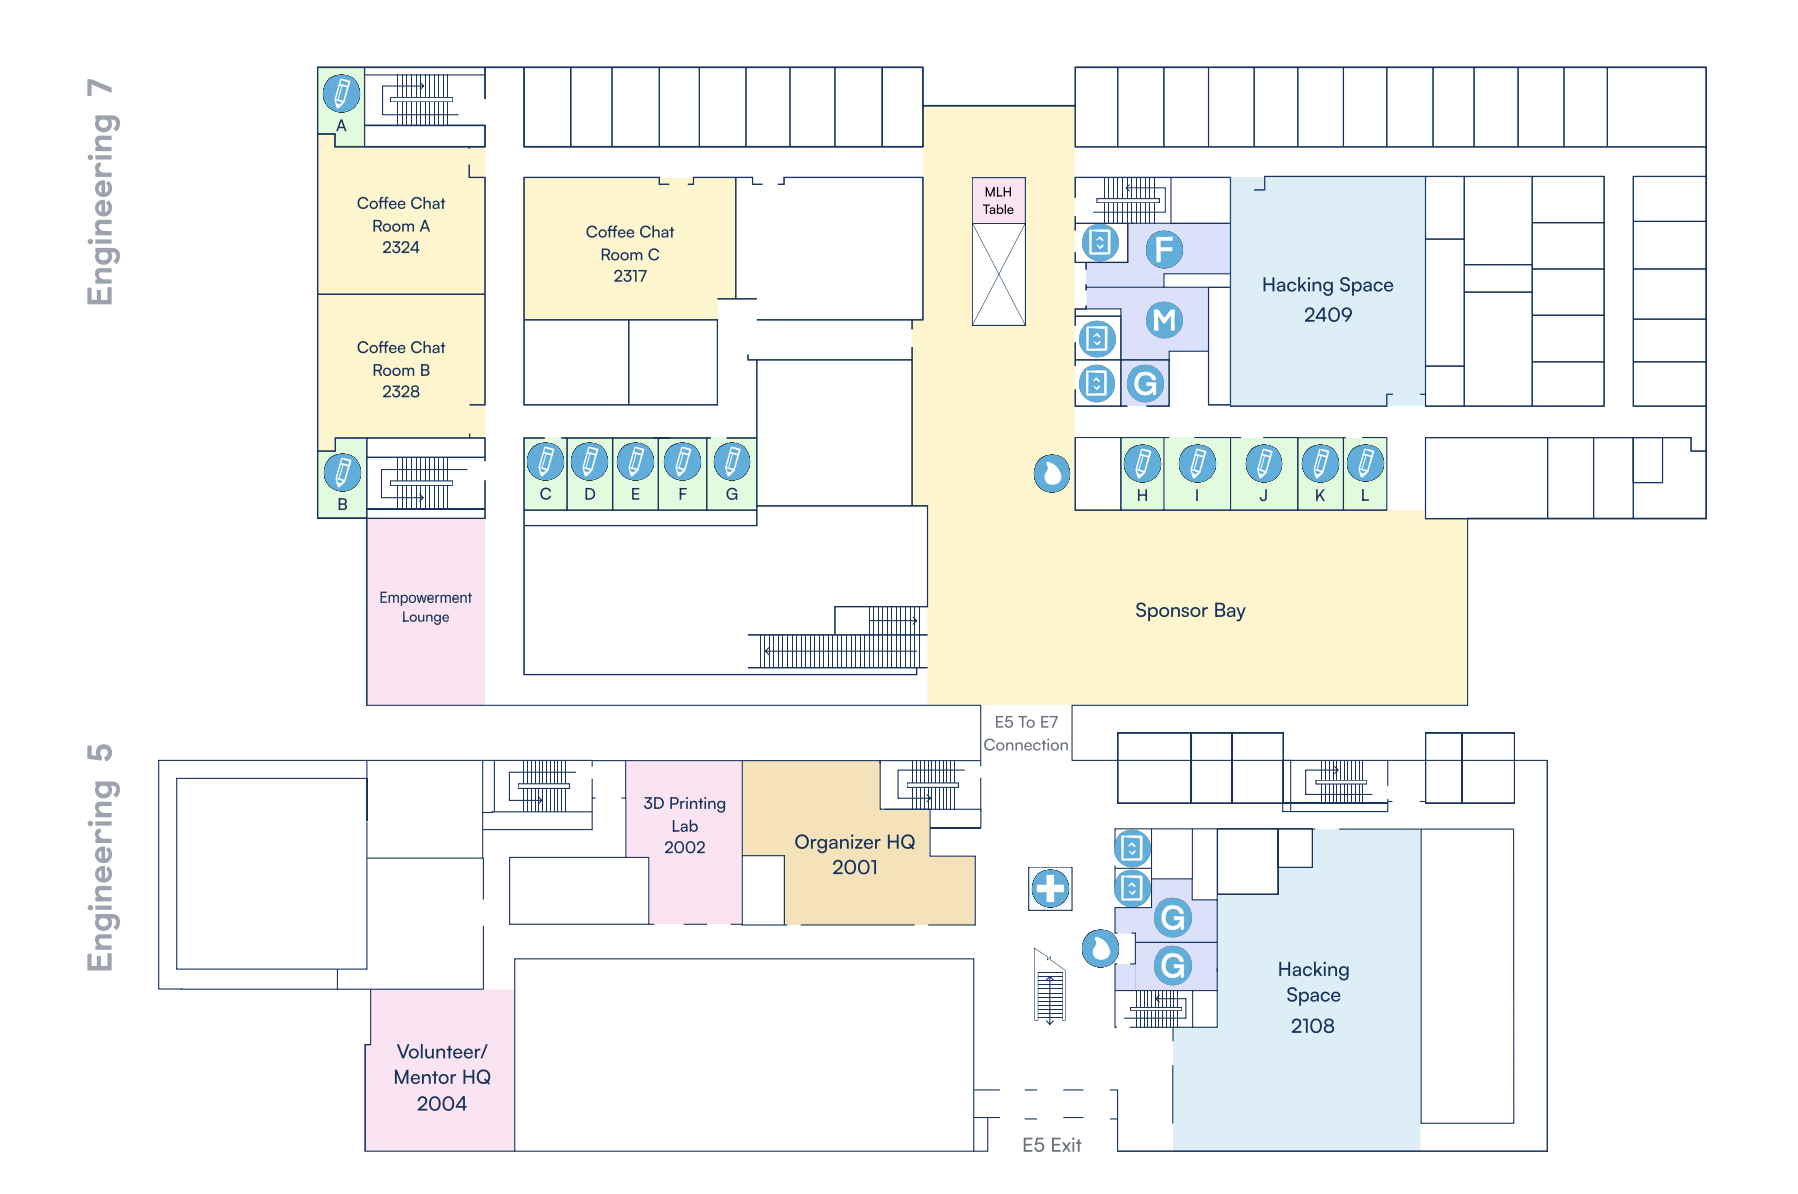 Engineering 7
A
Coffee Chat
Room A
2324
Coffee Chat
Room C
2317
MLH
Table
F
M
G
Hacking Space
2409
Coffee Chat
Room B
2328
B
C
D
E
F
G
H
I
J
K
L
Empowerment
Lounge
Sponsor Bay
E5 To E7
Connection
Engineering 5
3D Printing
Lab
2002
Organizer HQ
2001
G
G
Hacking
Space
2108
Volunteer/
Mentor HQ
2004
E5 Exit